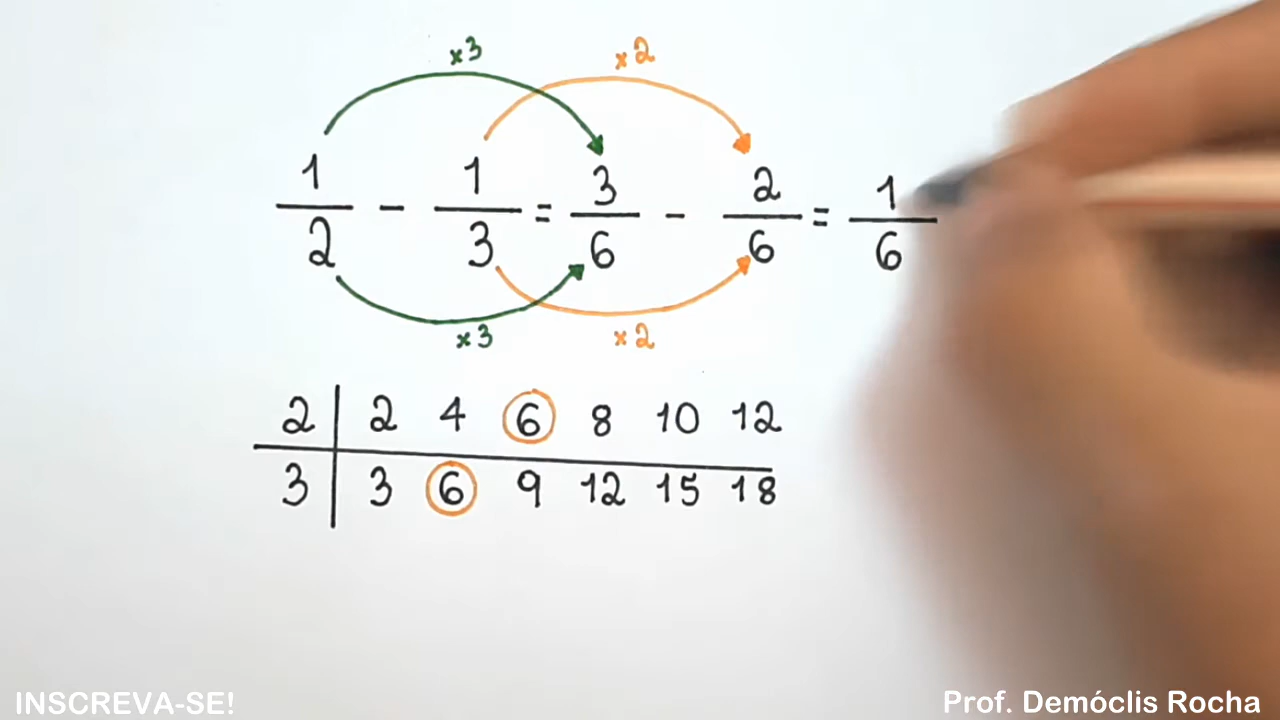 ×3 ×2
1/2 - 1/3 = 3/6 - 2/6 = 1/6
×3 ×2
2 | 2 4 6 8 10 12
3 | 3 6 9 12 15 18
INSCREVA-SE! Prof. Demóclis Rocha